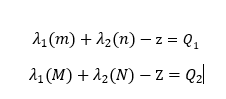 λ₁(m) + λ₂(n) − z = Q₁
λ₁(M) + λ₂(N) − Z = Q₂